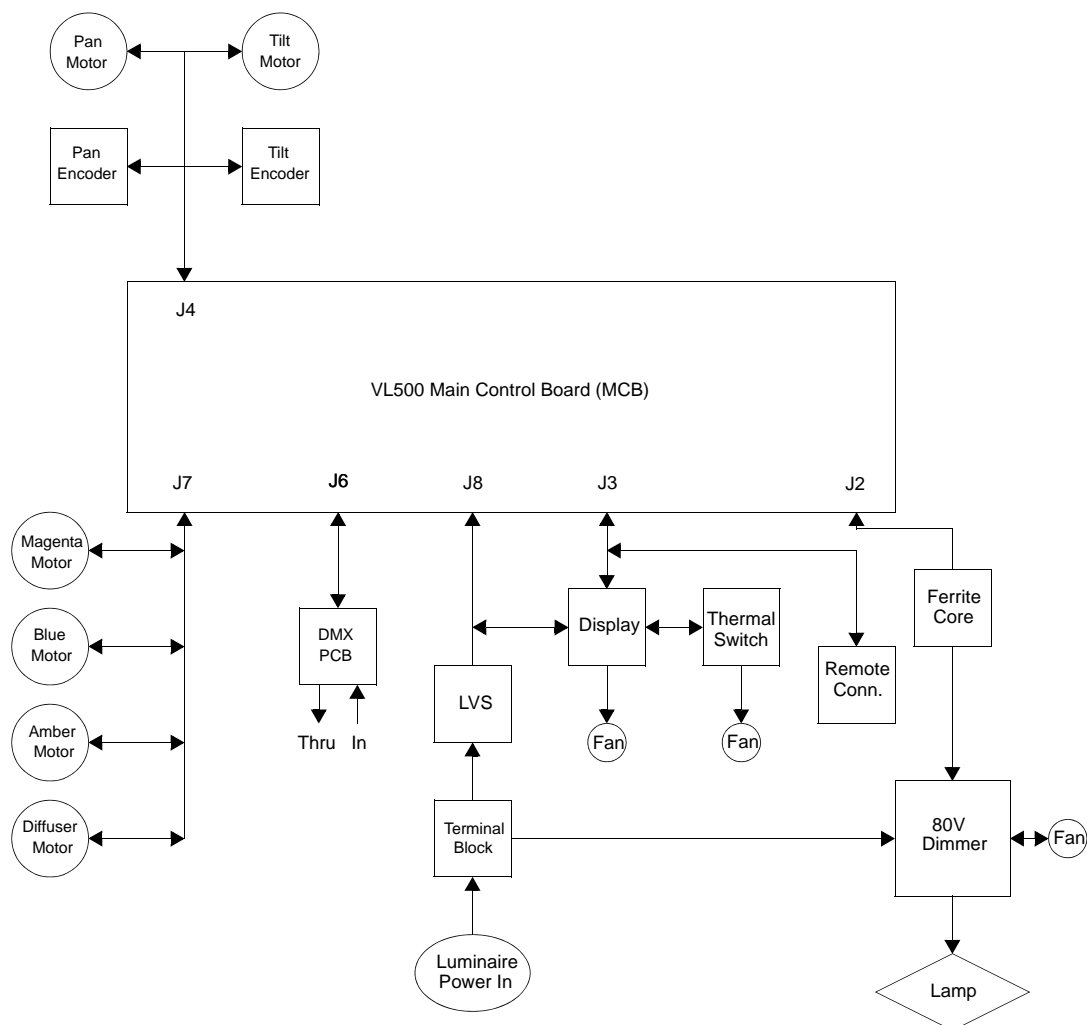 Pan
Motor
Tilt
Motor
Pan
Encoder
Tilt
Encoder
J4
VL500 Main Control Board (MCB)
J7
J6
J8
J3
J2
Magenta
Motor
Blue
Motor
Amber
Motor
Diffuser
Motor
DMX
PCB
Thru
In
LVS
Display
Thermal
Switch
Fan
Fan
Remote
Conn.
Ferrite
Core
Terminal
Block
80V
Dimmer
Fan
Luminaire
Power In
Lamp